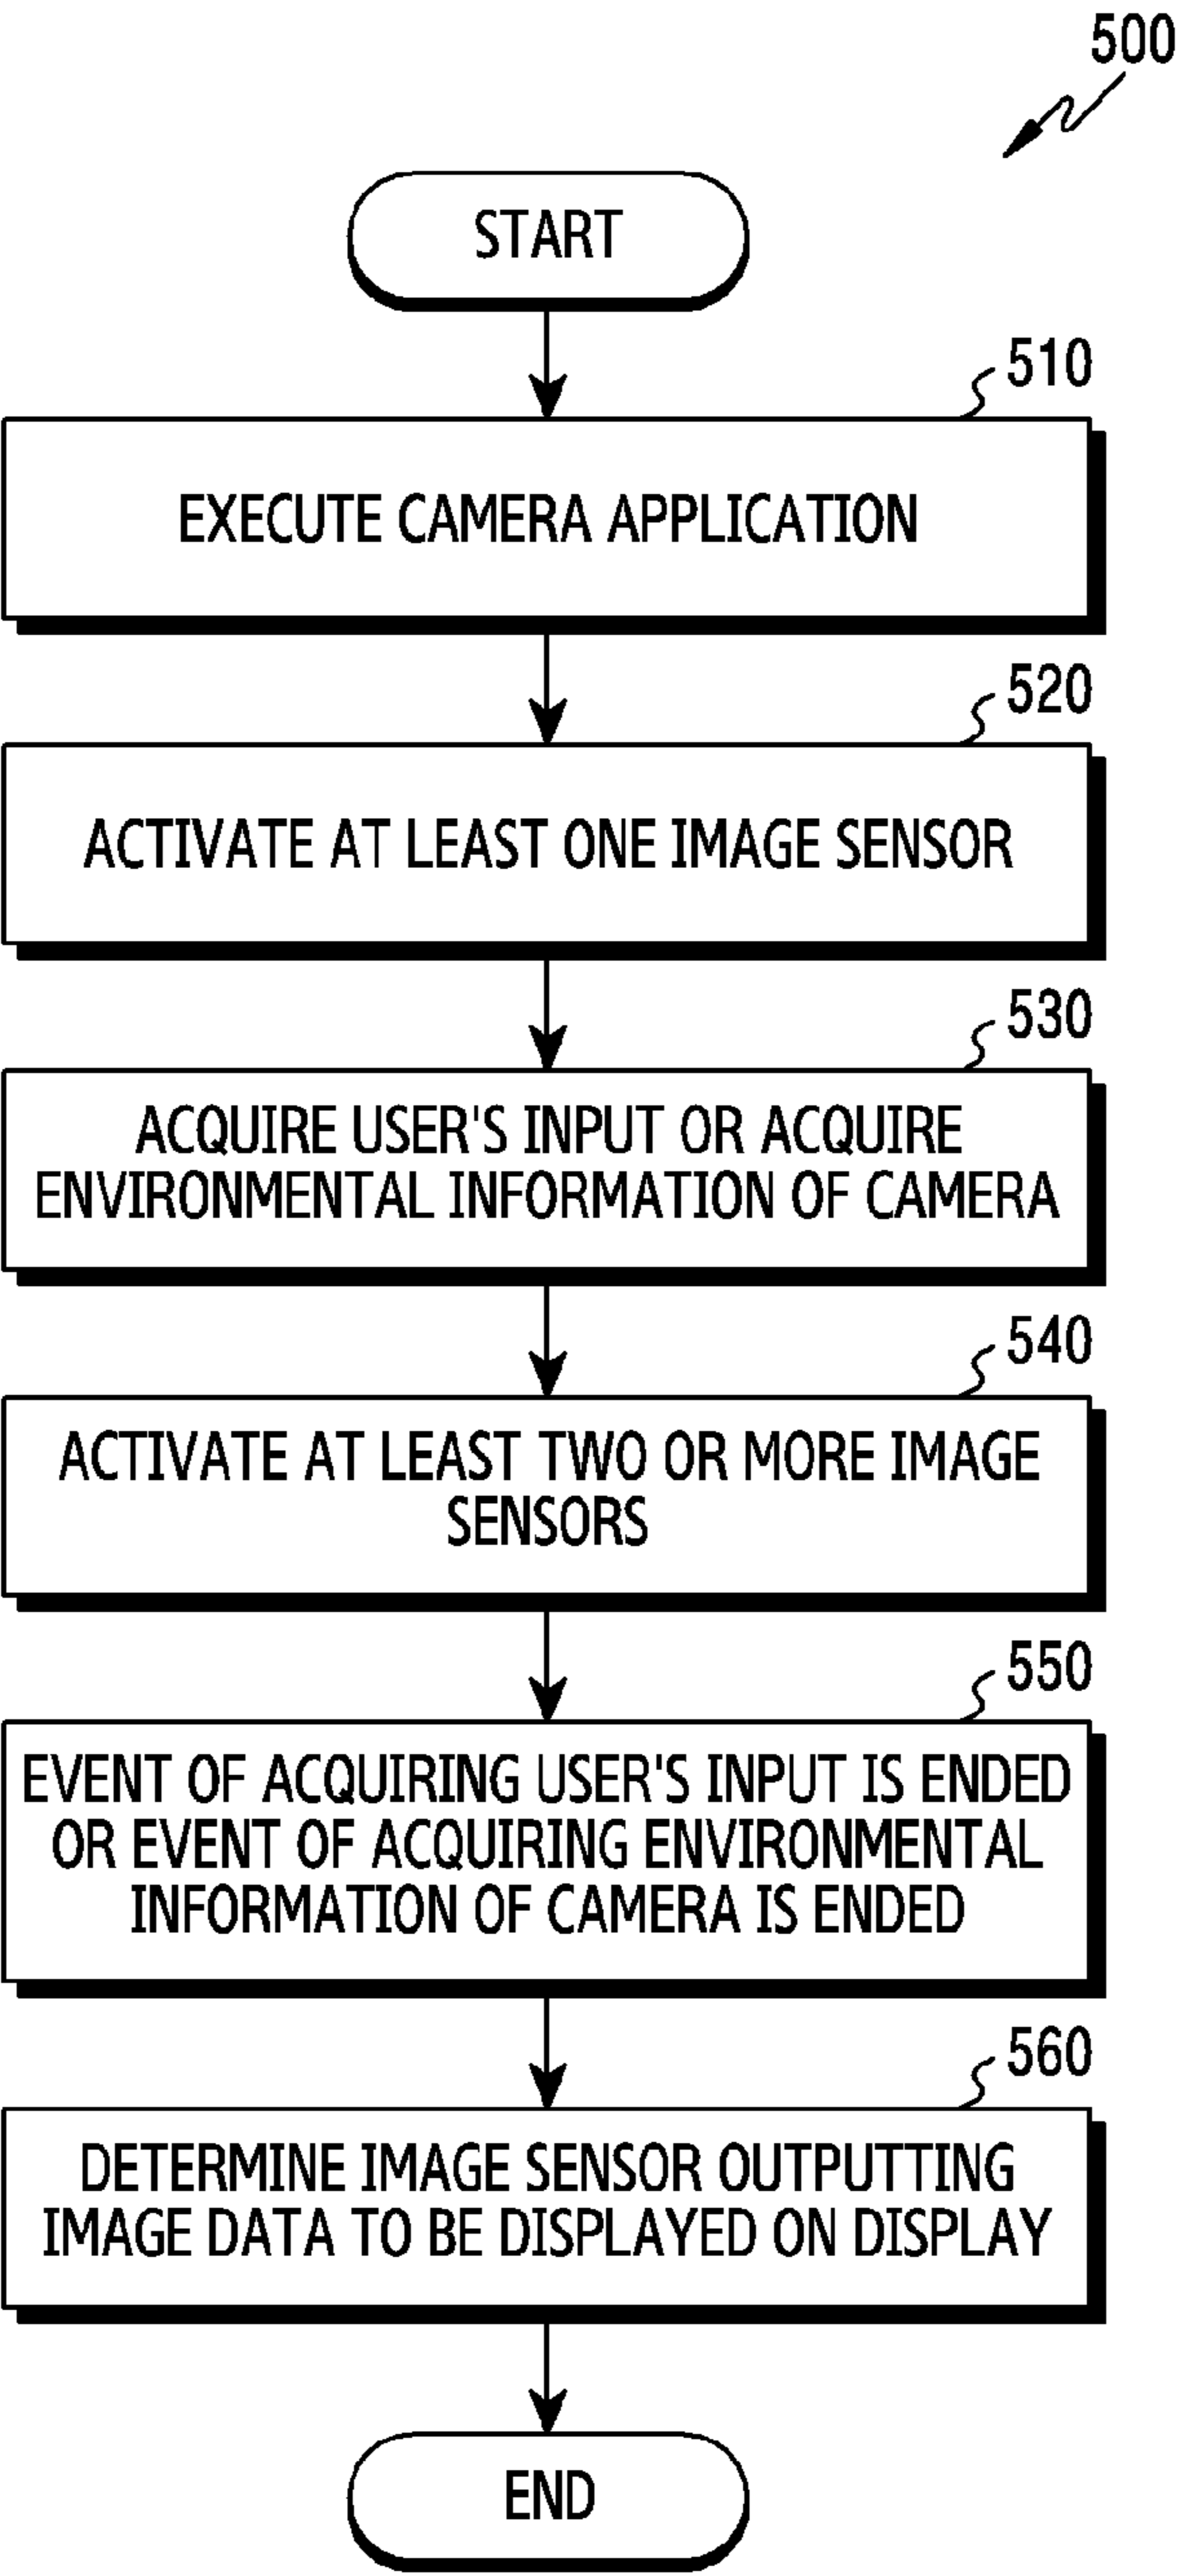 500
START
510
EXECUTE CAMERA APPLICATION
520
ACTIVATE AT LEAST ONE IMAGE SENSOR
530
ACQUIRE USER'S INPUT OR ACQUIRE
ENVIRONMENTAL INFORMATION OF CAMERA
540
ACTIVATE AT LEAST TWO OR MORE IMAGE
SENSORS
550
EVENT OF ACQUIRING USER'S INPUT IS ENDED
OR EVENT OF ACQUIRING ENVIRONMENTAL
INFORMATION OF CAMERA IS ENDED
560
DETERMINE IMAGE SENSOR OUTPUTTING
IMAGE DATA TO BE DISPLAYED ON DISPLAY
END